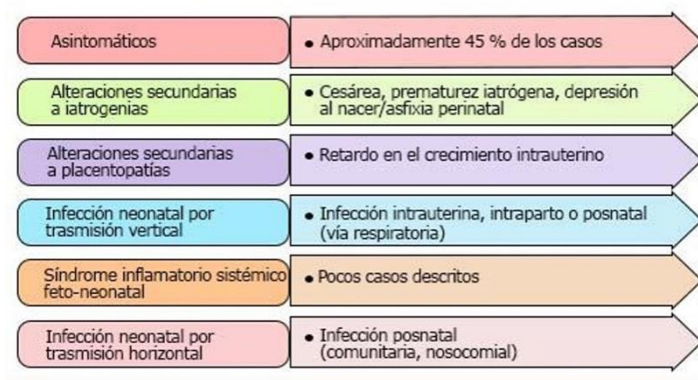 Asintomáticos
• Aproximadamente 45 % de los casos
Alteraciones secundarias
a iatrogenias
• Cesárea, prematurez iatrógena, depresión
al nacer/asfixia perinatal
Alteraciones secundarias
a placentopatías
• Retardo en el crecimiento intrauterino
Infección neonatal por
trasmisión vertical
• Infección intrauterina, intraparto o posnatal
(vía respiratoria)
Síndrome inflamatorio sistémico
feto-neonatal
• Pocos casos descritos
Infección neonatal por
trasmisión horizontal
• Infección posnatal
(comunitaria, nosocomial)